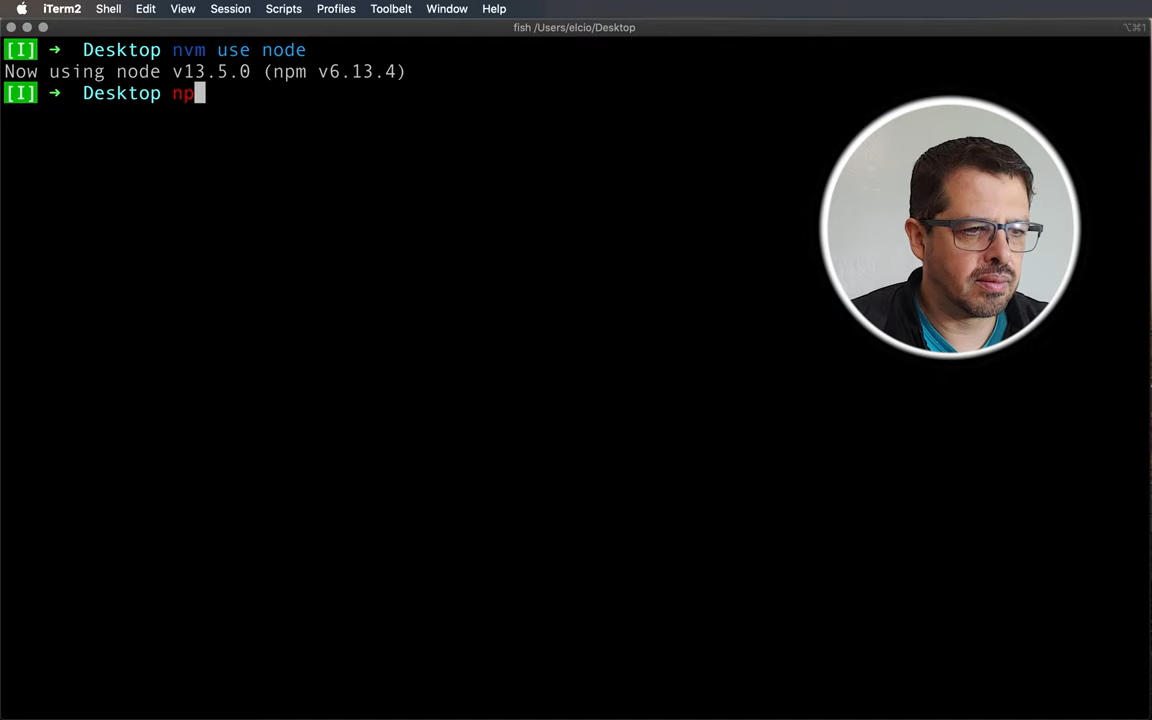 iTerm2 Shell Edit View Session Scripts Profiles Toolbelt Window Help
fish /Users/elcio/Desktop ⌥⌘1
[I] → Desktop nvm use node
Now using node v13.5.0 (npm v6.13.4)
[I] → Desktop np